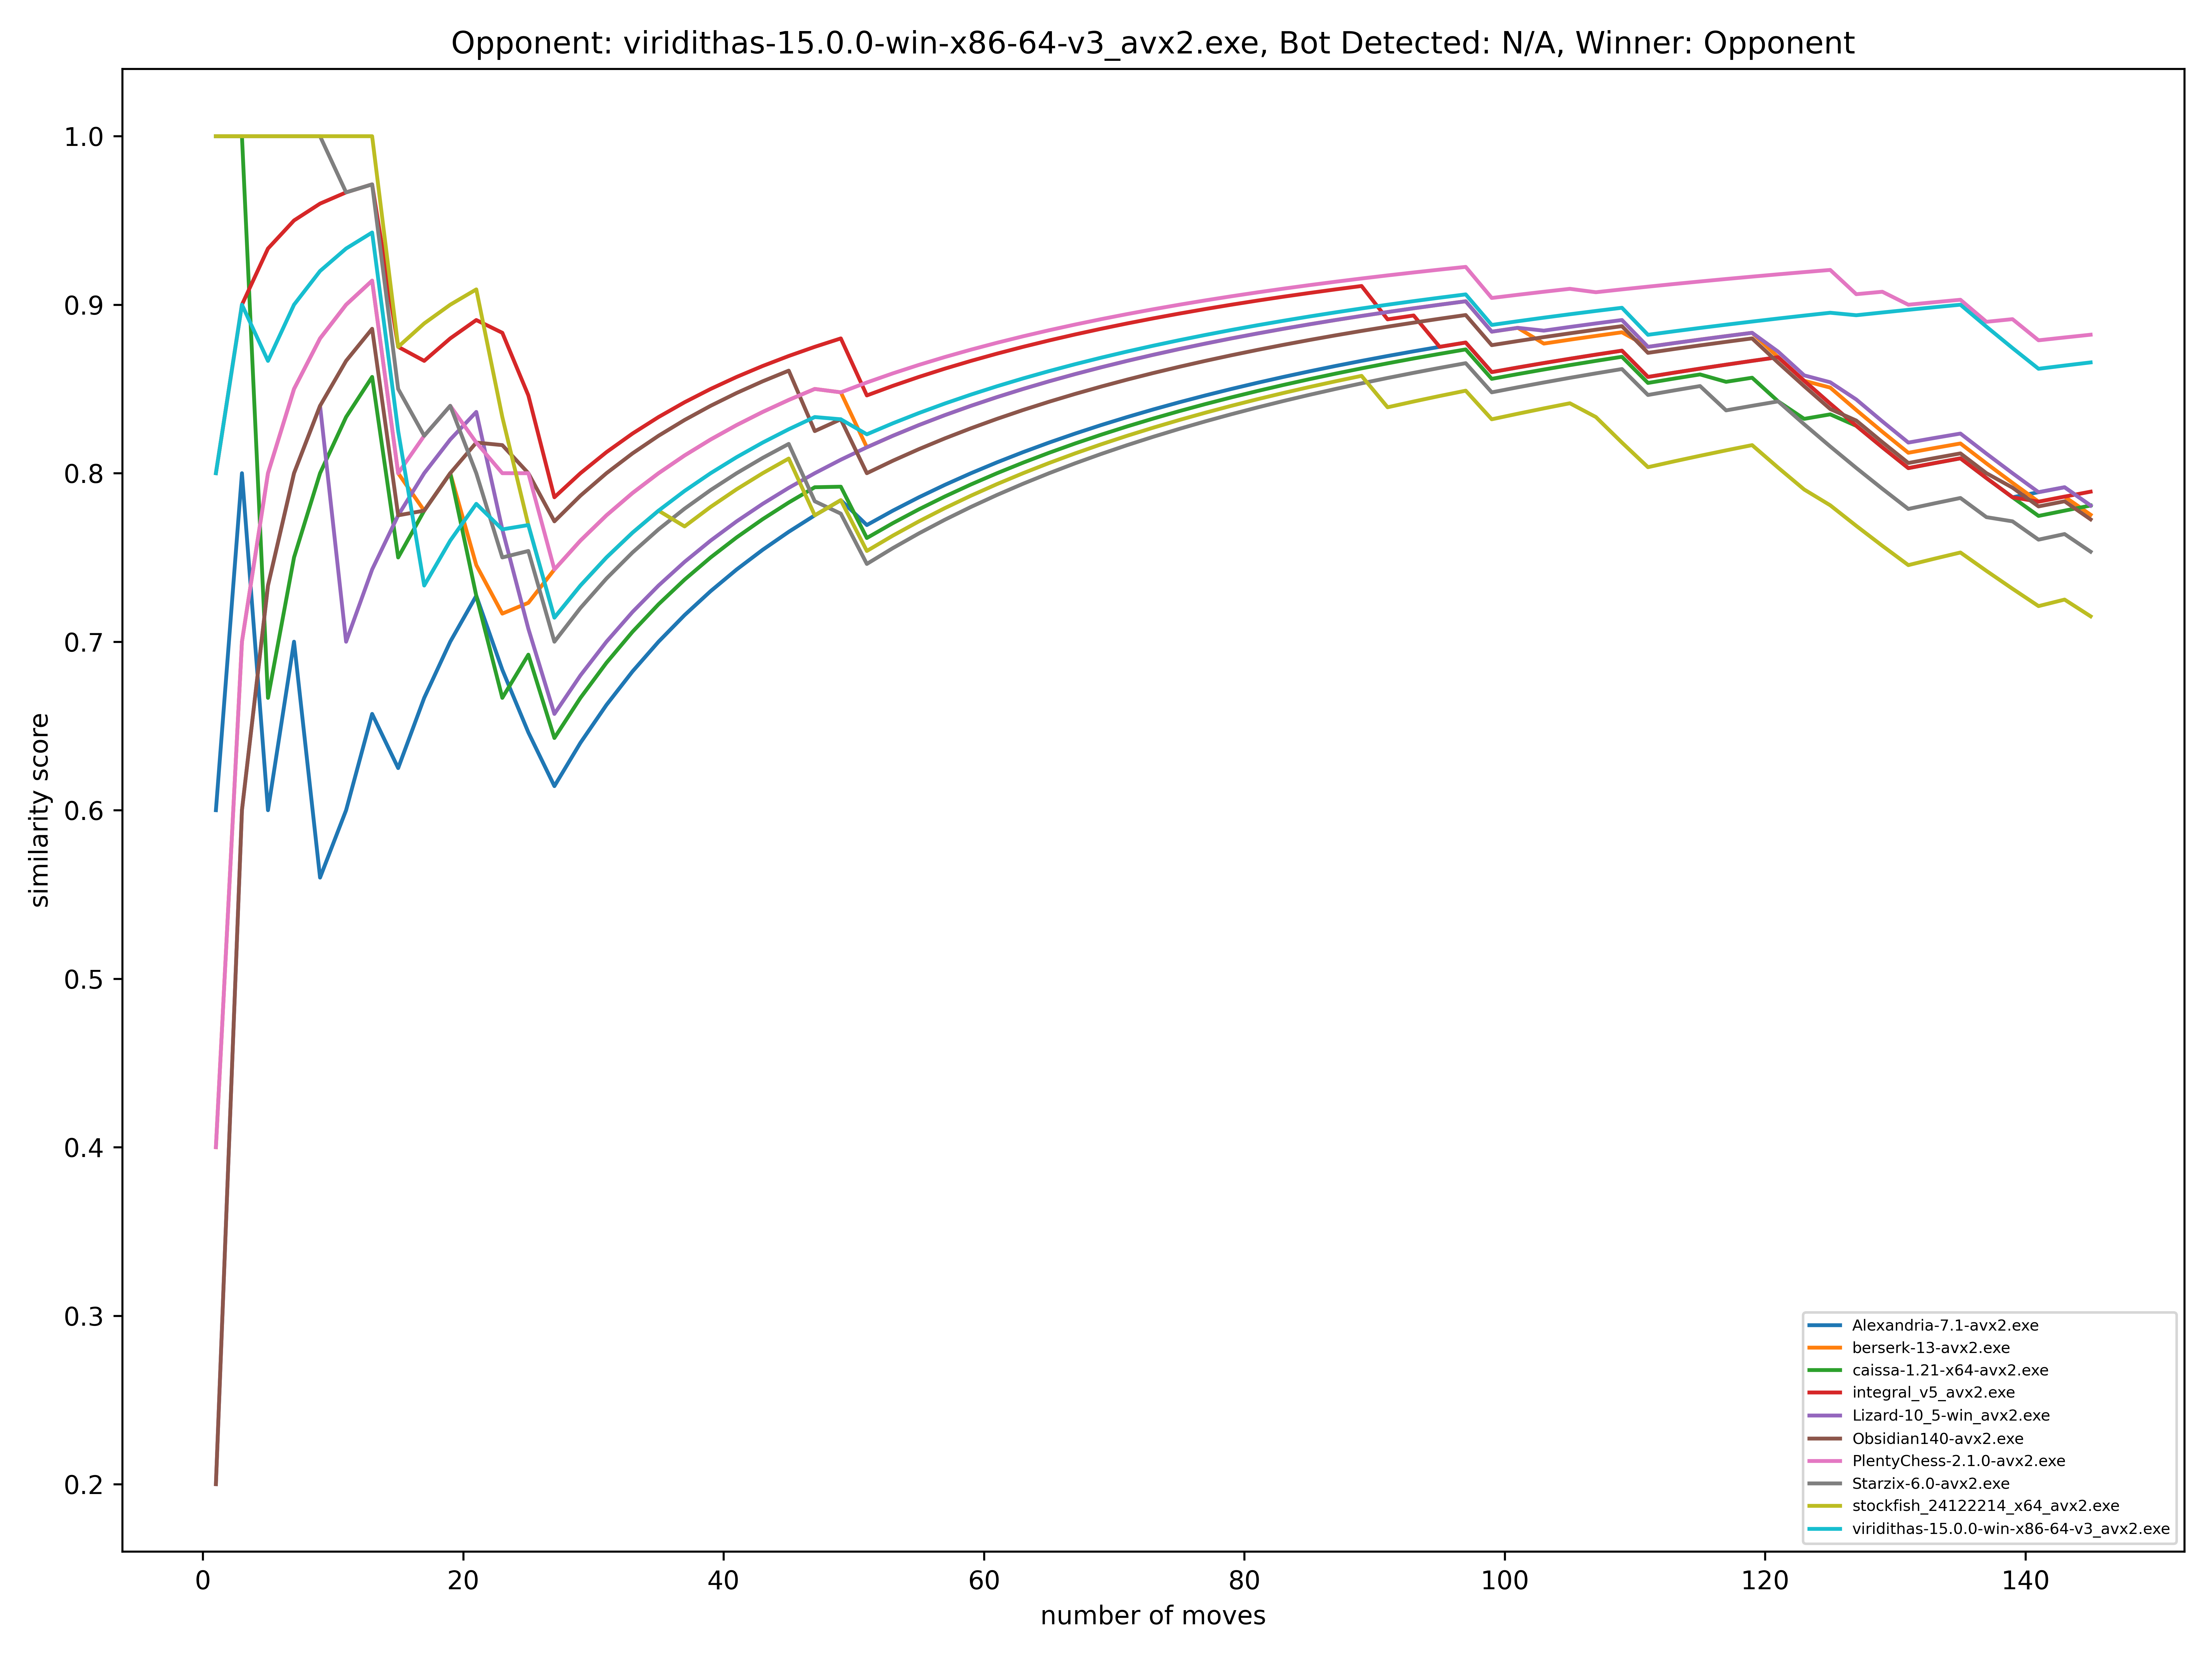 Opponent: viridithas-15.0.0-win-x86-64-v3_avx2.exe, Bot Detected: N/A, Winner: Opponent
similarity score
1.0
0.9
0.8
0.7
0.6
0.5
0.4
0.3
0.2
Alexandria-7.1-avx2.exe
berserk-13-avx2.exe
caissa-1.21-x64-avx2.exe
integral_v5_avx2.exe
Lizard-10_5-win_avx2.exe
Obsidian140-avx2.exe
PlentyChess-2.1.0-avx2.exe
Starzix-6.0-avx2.exe
stockfish_24122214_x64_avx2.exe
viridithas-15.0.0-win-x86-64-v3_avx2.exe
0 20 40 60 80 100 120 140
number of moves